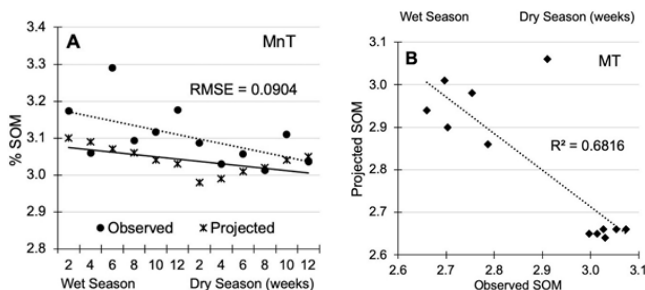 Wet Season Dry Season (weeks)
A MnT
RMSE = 0.0904
% SOM
3.4
3.3
3.2
3.1
3.0
2.9
2.8
Observed Projected
2 4 6 8 10 12 2 4 6 8 10 12
Wet Season Dry Season (weeks)
B MT
R² = 0.6816
Projected SOM
3.1
3.0
2.9
2.8
2.7
2.6
2.6 2.7 2.8 2.9 3.0 3.1
Observed SOM